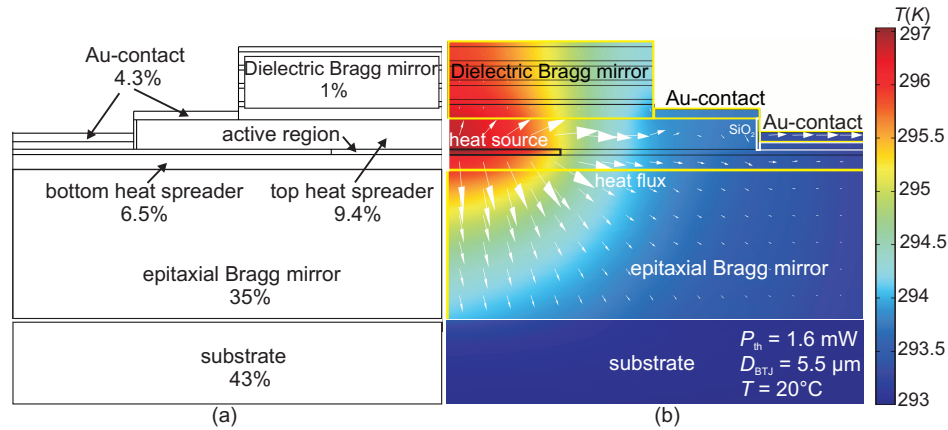 Au-contact
4.3%
Dielectric Bragg mirror
1%
active region
bottom heat spreader
6.5%
top heat spreader
9.4%
epitaxial Bragg mirror
35%
substrate
43%
(a)
Dielectric Bragg mirror
Au-contact
SiO₂
Au-contact
heat source
heat flux
epitaxial Bragg mirror
substrate
P_th = 1.6 mW
D_BTJ = 5.5 µm
T = 20°C
(b)
T(K)
297
296
295.5
295
294.5
294
293.5
293